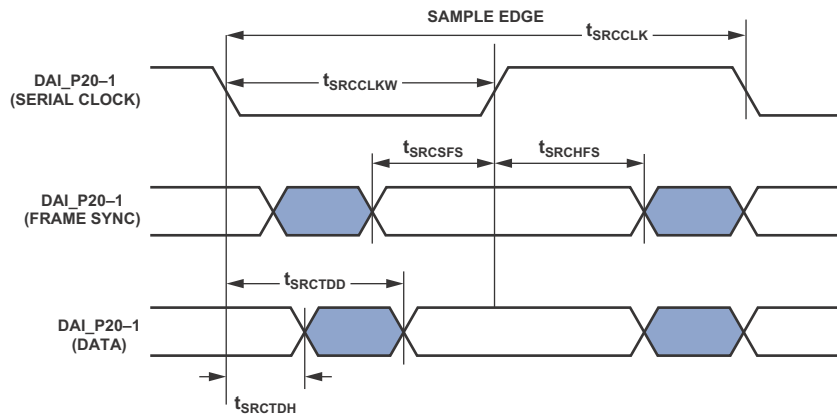 SAMPLE EDGE
tSRCCLK
DAI_P20–1
(SERIAL CLOCK)
tSRCCLKW
tSRCSFS
tSRCHFS
DAI_P20–1
(FRAME SYNC)
tSRCTDD
DAI_P20–1
(DATA)
tSRCTDH